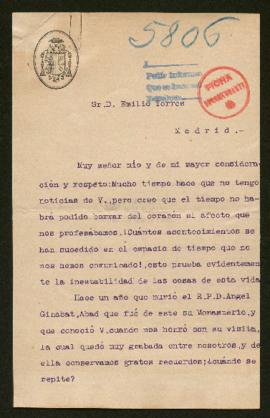 5806
Pedir Informes
FICHA
Sr.D. Emilio Torres
Madrid.-
Muy señor mío y de mi mayor considera-
ción y respeto:Mucho tiempo hace que no tengo
noticias de V.,pero creo que el tiempo no ha-
brá podido borrar del corazón el afecto que
nos profesábamos.¡Cuántos acontecimientos se
han sucedido en el espacio de tiempo que no
nos hemos comunicado!,esto prueba evidentemen-
te la inestabilidad de las cosas de esta vida.
Hace un año que murió el R.P.D.Angel
Ginabat,Abad que fué de este su Monasterio,y
que conoció V.cuando nos honró con su visita,
la cual quedó muy grabada entre nosotros,y de
ella conservamos gratos recuerdos;¿cuándo se
repite?